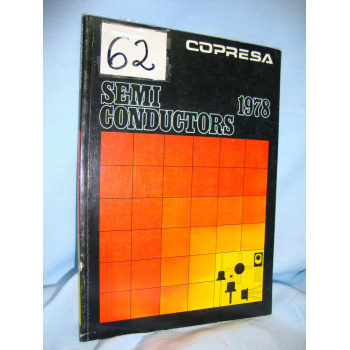 62
COPRESA
SEMI
CONDUCTORS 1978